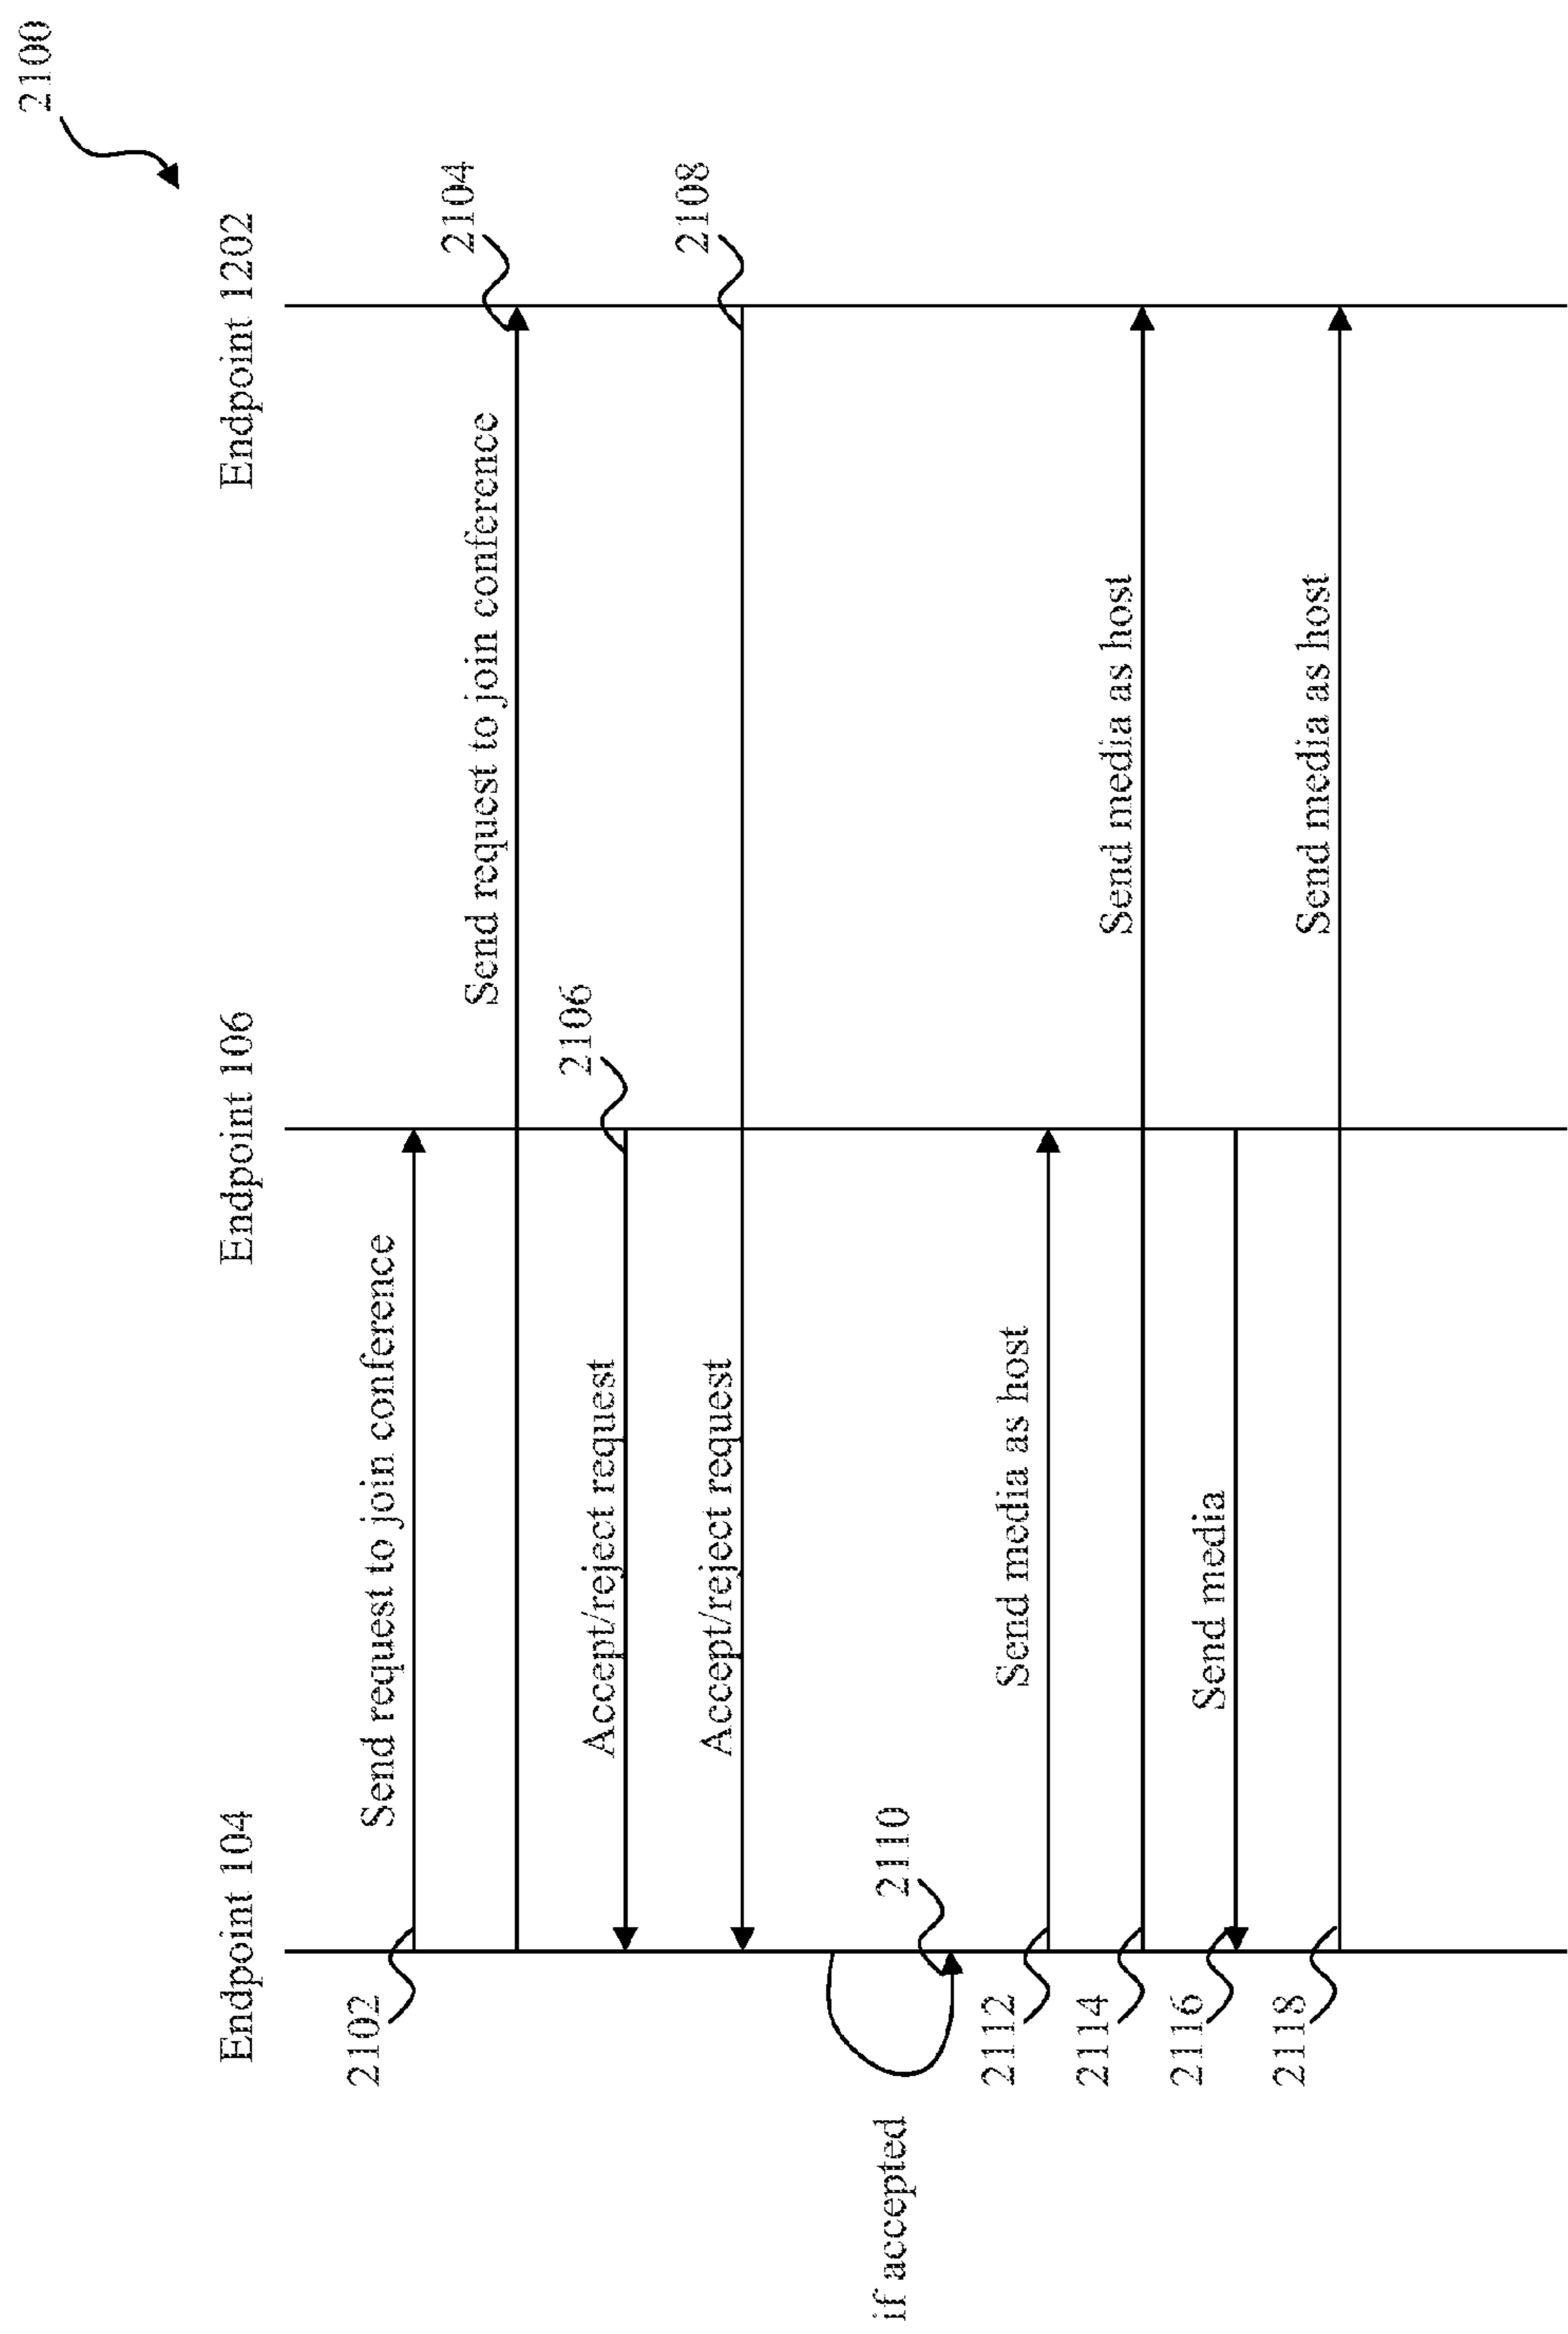 2100
Endpoint 104
Endpoint 106
Endpoint 1202
2102
Send request to join conference
2104
Send request to join conference
2106
Accept/reject request
2108
Accept/reject request
if accepted
2110
2112
Send media as host
2114
Send media as host
2116
Send media
2118
Send media as host